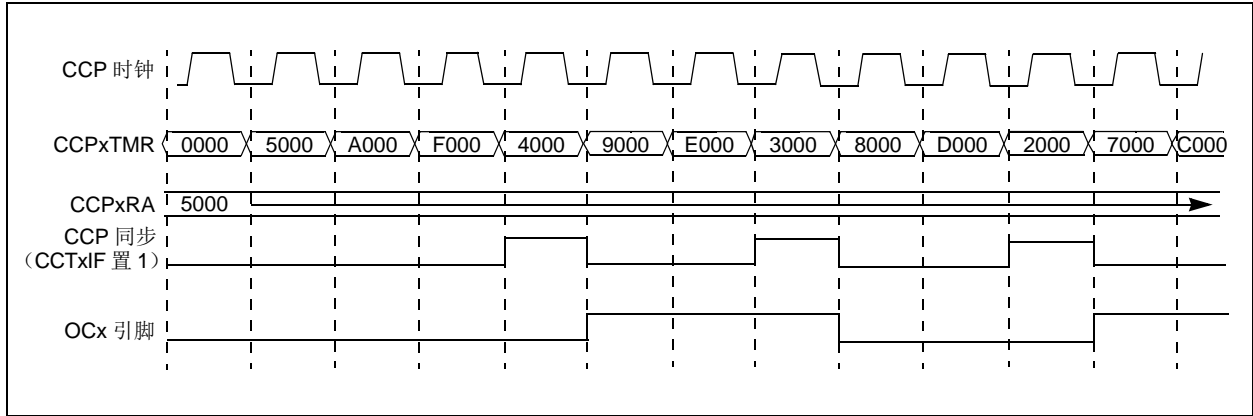 CCP 时钟
CCPxTMR 0000 5000 A000 F000 4000 9000 E000 3000 8000 D000 2000 7000 C000
CCPxRA 5000
CCP 同步
（CCTxIF 置 1）
OCx 引脚